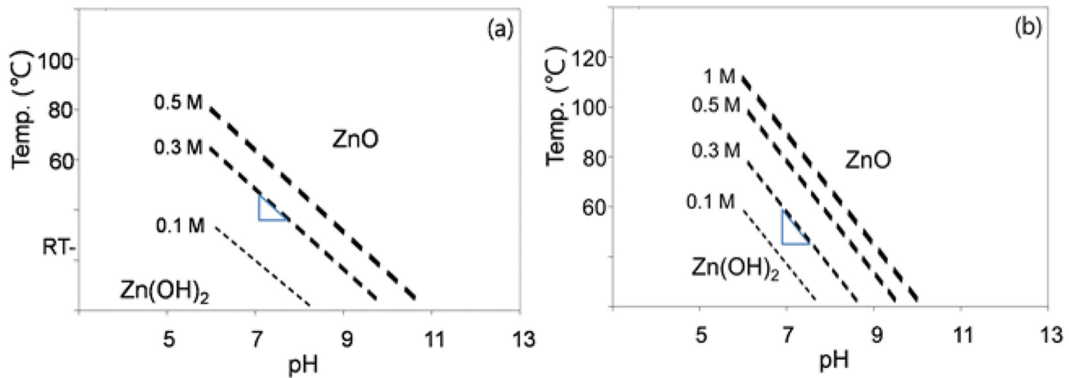 (a)
Temp. (℃)
100
80
60
RT-
0.5 M
0.3 M
0.1 M
ZnO
Zn(OH)2
5
7
9
11
13
pH
(b)
Temp. (℃)
120
100
80
60
1 M
0.5 M
0.3 M
0.1 M
ZnO
Zn(OH)2
5
7
9
11
13
pH